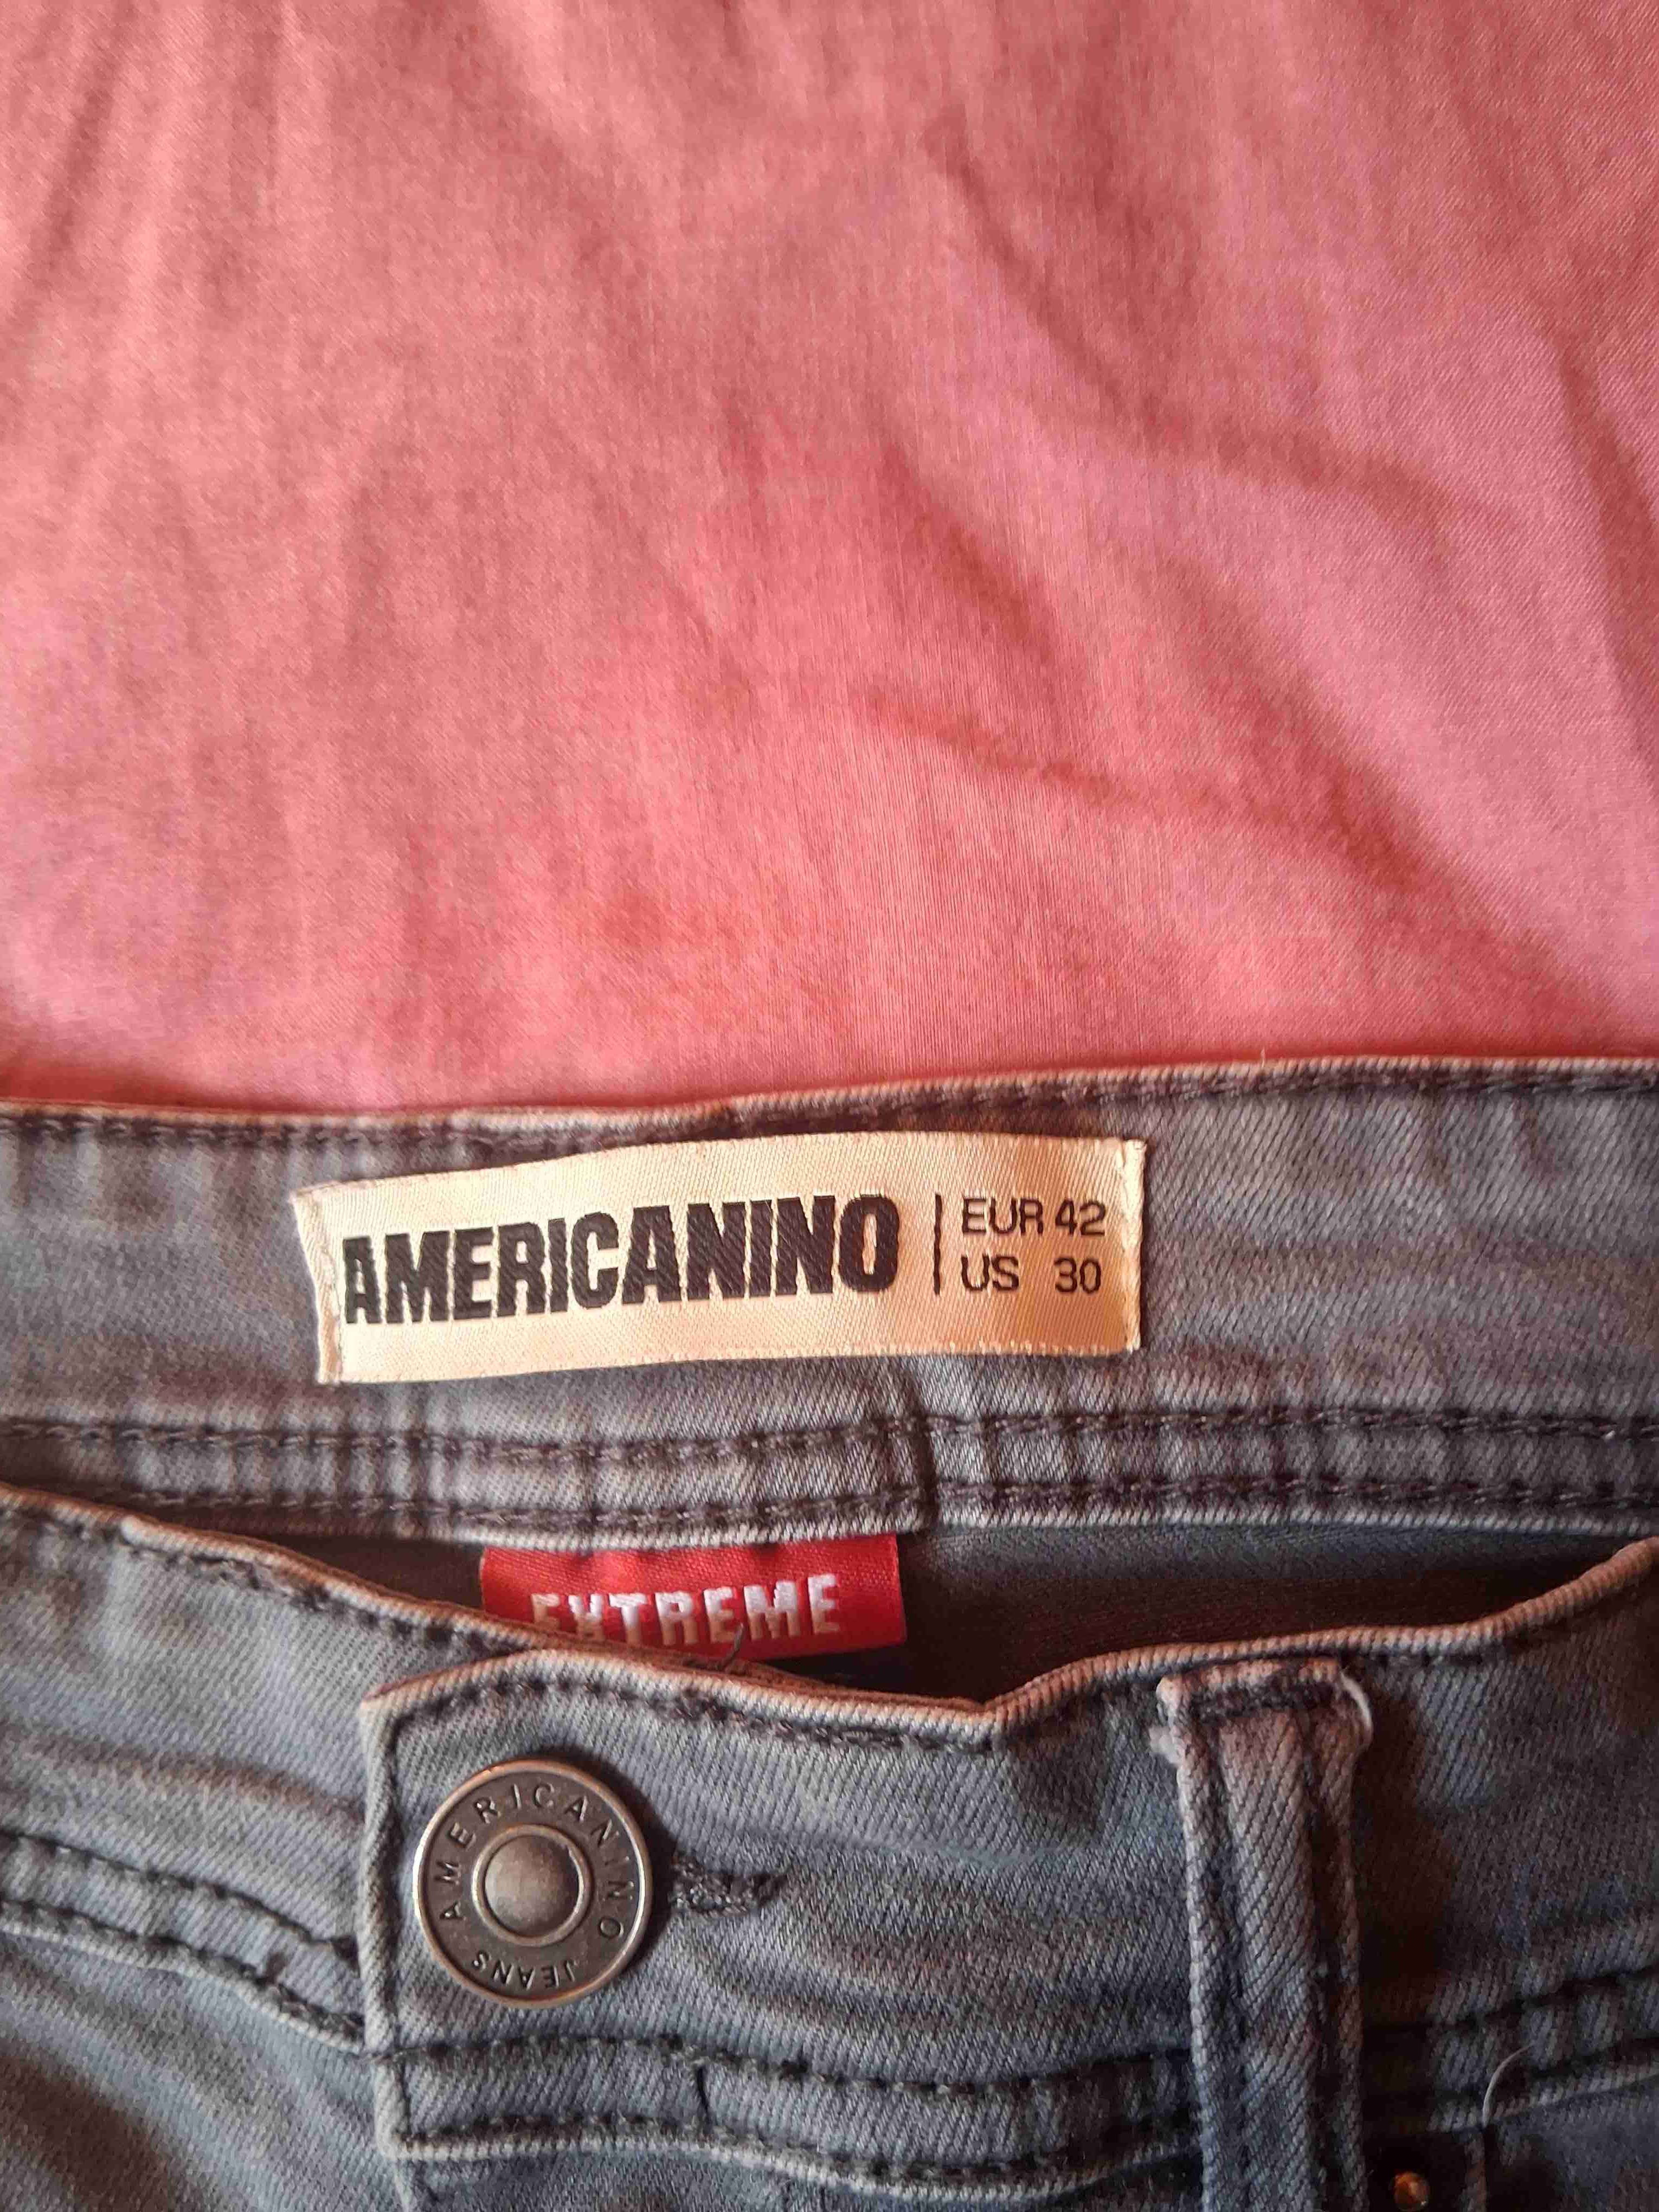 AMERICANINO | EUR 42
US 30
EXTREME
AMERICANINO JEANS